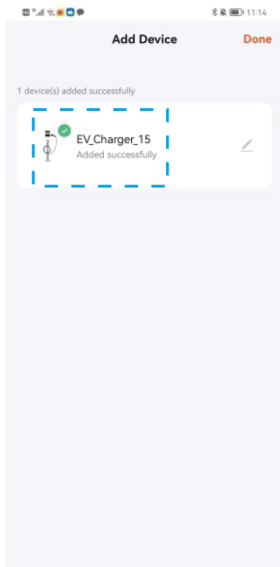 11:14
Add Device
Done
1 device(s) added successfully
EV_Charger_15
Added successfully